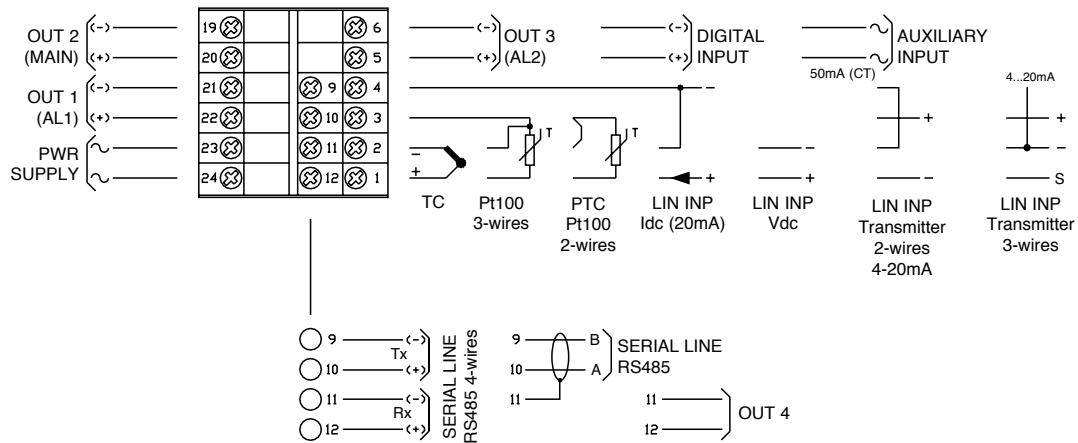 OUT 2
(MAIN)
(-)
(+)
OUT 1
(AL1)
(-)
(+)
PWR
SUPPLY
19
20
21
22
23
24
9
10
11
12
6
5
4
3
2
1
(-)
(+)
OUT 3
(AL2)
(-)
(+)
DIGITAL
INPUT
AUXILIARY
INPUT
50mA (CT)
4...20mA
−
+
TC
T
Pt100
3-wires
T
PTC
Pt100
2-wires
−
+
LIN INP
Idc (20mA)
−
+
LIN INP
Vdc
+
−
LIN INP
Transmitter
2-wires
4-20mA
+
−
S
LIN INP
Transmitter
3-wires
9
(-)
Tx
10
(+)
11
(-)
Rx
12
(+)
SERIAL LINE
RS485 4-wires
9
B
10
A
11
SERIAL LINE
RS485
11
12
OUT 4